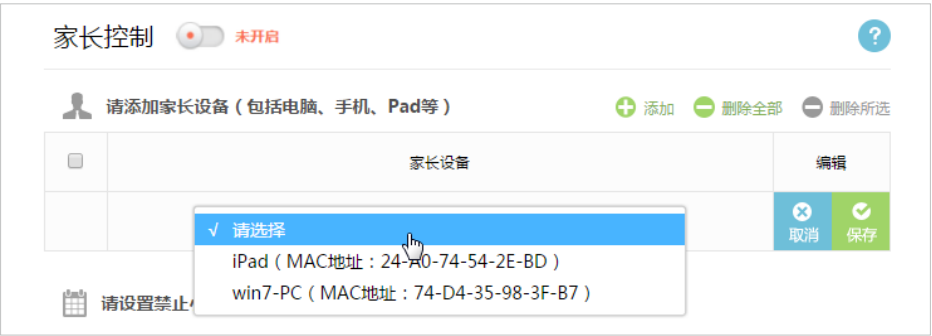 家长控制 未开启 ?
请添加家长设备（包括电脑、手机、Pad等） 添加 删除全部 删除所选
家长设备 编辑
√ 请选择 取消 保存
iPad（MAC地址：24-A0-74-54-2E-BD）
win7-PC（MAC地址：74-D4-35-98-3F-B7）
请设置禁止